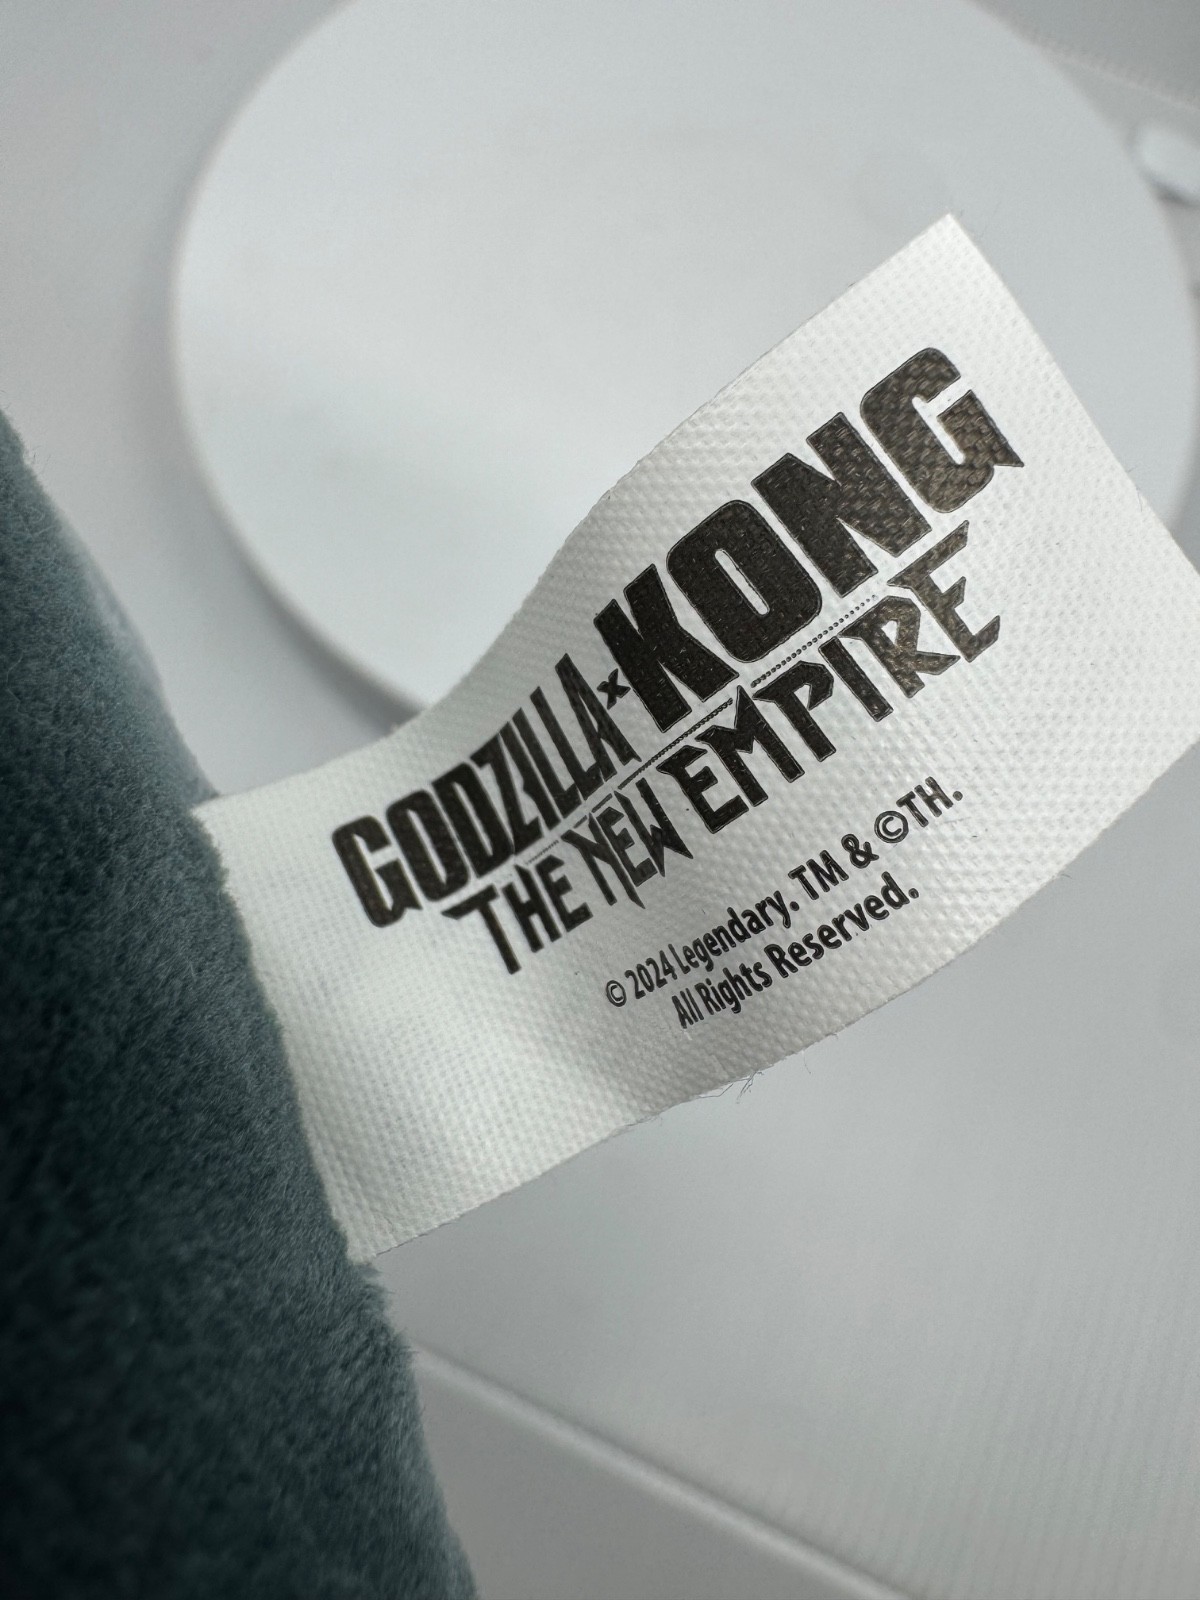 GODZILLA x KONG
THE NEW EMPIRE
© 2024 Legendary. TM & ©TH.
All Rights Reserved.